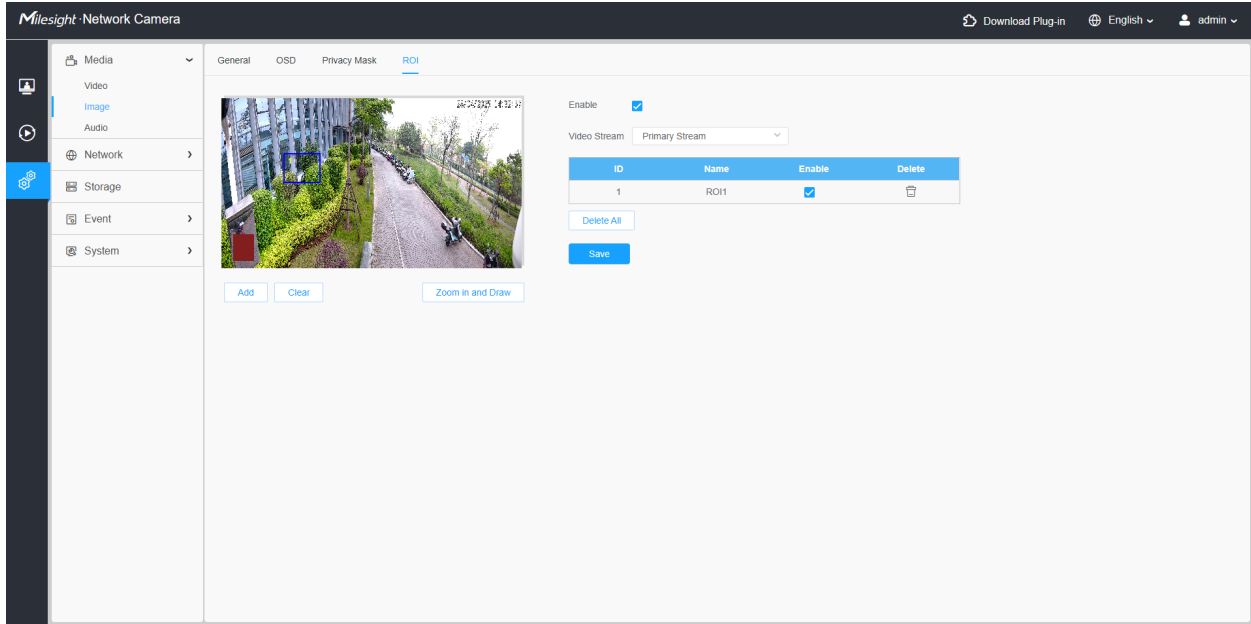 Milesight · Network Camera
Download Plug-in
English
admin
Media
Video
Image
Audio
Network
Storage
Event
System
General OSD Privacy Mask ROI
Add Clear Zoom in and Draw
Enable
Video Stream Primary Stream
ID Name Enable Delete
1 ROI1
Delete All
Save